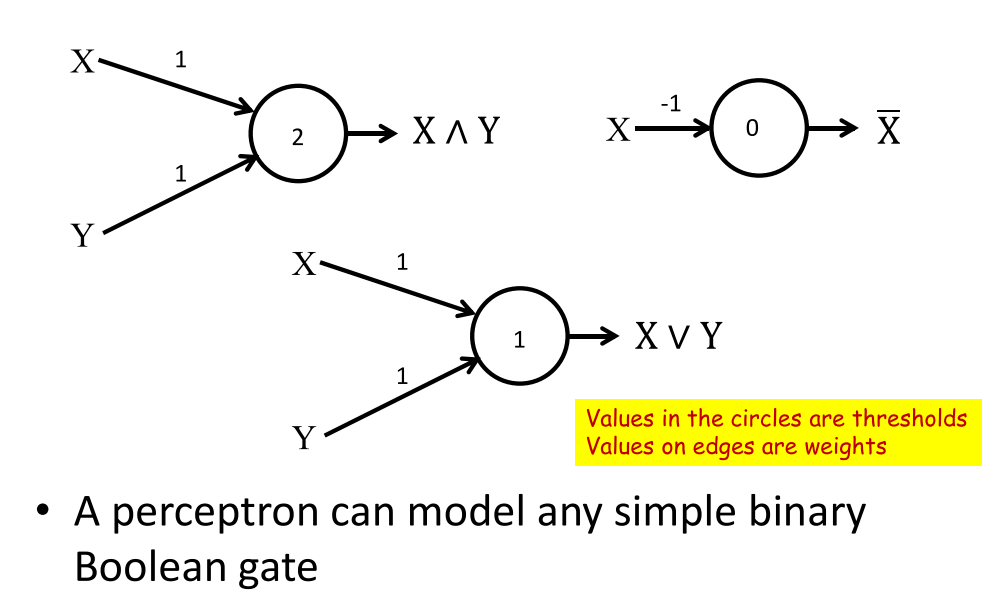 X
1
2
X ∧ Y
1
Y
X
-1
0
X̅
X
1
1
X ∨ Y
1
Y
Values in the circles are thresholds
Values on edges are weights
• A perceptron can model any simple binary
Boolean gate